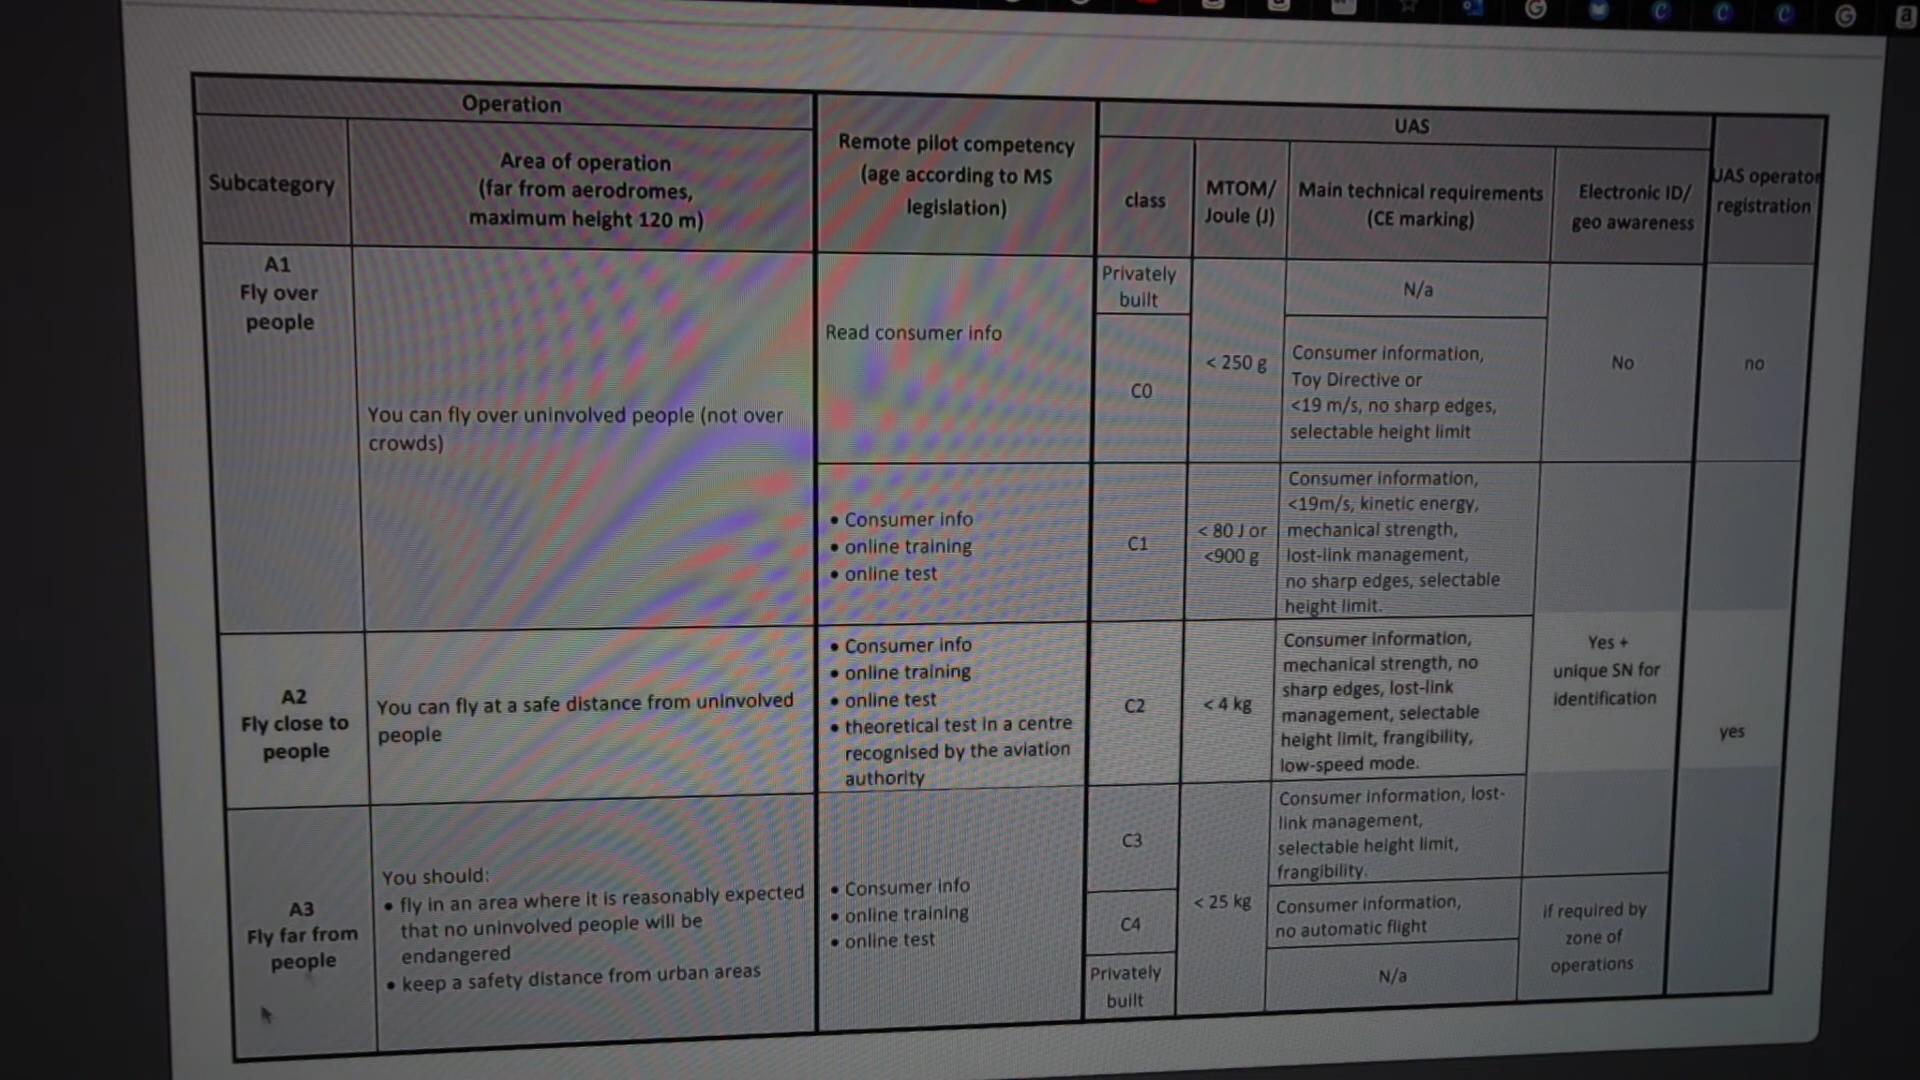 Operation
Subcategory
Area of operation
(far from aerodromes,
maximum height 120 m)
Remote pilot competency
(age according to MS
legislation)
UAS
class
MTOM/
Joule (J)
Main technical requirements
(CE marking)
Electronic ID/
geo awareness
UAS operator
registration
A1
Fly over
people
You can fly over uninvolved people (not over
crowds)
Read consumer info
Privately
built
C0
< 250 g
N/a
Consumer information,
Toy Directive or
<19 m/s, no sharp edges,
selectable height limit
No
no
• Consumer info
• online training
• online test
C1
< 80 J or
<900 g
Consumer information,
<19m/s, kinetic energy,
mechanical strength,
lost-link management,
no sharp edges, selectable
height limit.
Yes +
unique SN for
identification
yes
A2
Fly close to
people
You can fly at a safe distance from uninvolved
people
• Consumer info
• online training
• online test
• theoretical test in a centre
recognised by the aviation
authority
C2
< 4 kg
Consumer information,
mechanical strength, no
sharp edges, lost-link
management, selectable
height limit, frangibility,
low-speed mode.
A3
Fly far from
people
You should:
• fly in an area where it is reasonably expected
that no uninvolved people will be
endangered
• keep a safety distance from urban areas
• Consumer info
• online training
• online test
C3
< 25 kg
Consumer information, lost-
link management,
selectable height limit,
frangibility.
C4
Consumer information,
no automatic flight
if required by
zone of
operations
Privately
built
N/a